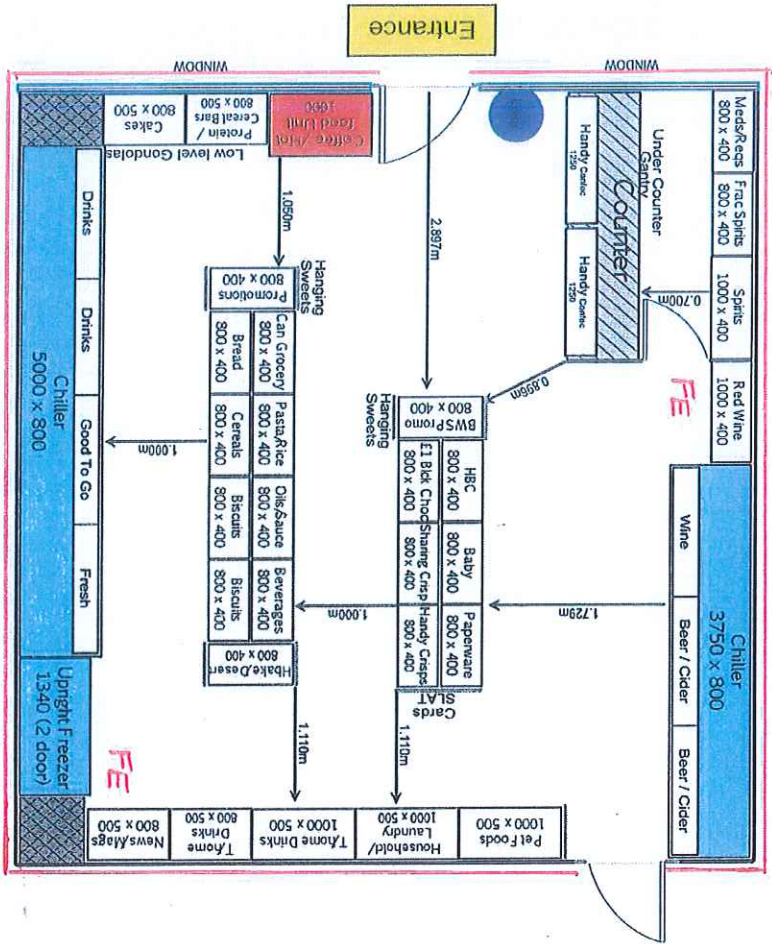 Entrance
WINDOW
WINDOW
Cakes
800 x 500
Protein /
Cereal Bars
800 x 500
Coffee /Hot
food Unit
1000
Low level Gondolas
Meds/Reqs
800 x 400
Frac Spirits
800 x 400
Spirits
1000 x 400
Red Wine
1000 x 400
Under Counter
Gantry
Counter
Handy Confec
1250
Handy Confec
1250
0.700m
0.896m
2.897m
1.050m
FE
Chiller
5000 x 800
Drinks
Drinks
Good To Go
Fresh
Upright Freezer
1340 (2 door)
FE
Hanging
Sweets
Promotions
800 x 400
Can Grocery
800 x 400
Pasta,Rice
800 x 400
Oils/Sauce
800 x 400
Beverages
800 x 400
Bread
800 x 400
Cereals
800 x 400
Biscuits
800 x 400
Biscuits
800 x 400
Hbake,Desert
800 x 400
1.000m
Hanging
Sweets
BWS Promo
800 x 400
HBC
800 x 400
Baby
800 x 400
Paperware
800 x 400
£1 Blck Choc
800 x 400
Sharing Crisp
800 x 400
Handy Crisps
800 x 400
Cards
SLAT
1.000m
1.729m
Chiller
3750 x 800
Wine
Beer / Cider
Beer / Cider
1.110m
1.110m
News/Mags
800 x 500
T/home
Drinks
800 x 500
T/home Drinks
1000 x 500
Household/
Laundry
1000 x 500
Pet Foods
1000 x 500